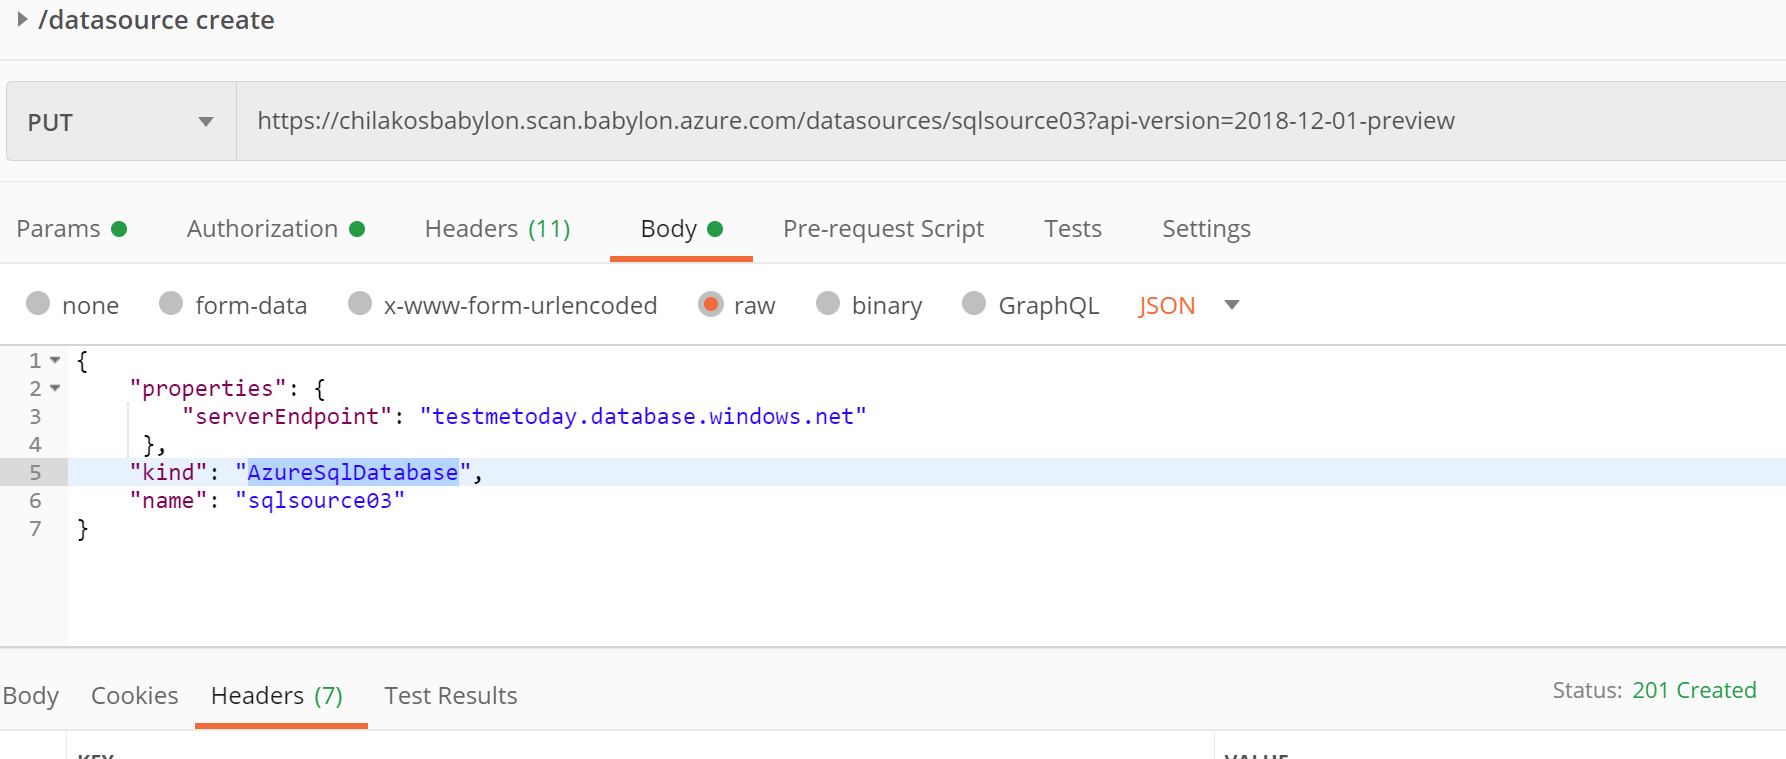 /datasource create
PUT https://chilakosbabylon.scan.babylon.azure.com/datasources/sqlsource03?api-version=2018-12-01-preview
Params Authorization Headers (11) Body Pre-request Script Tests Settings
none form-data x-www-form-urlencoded raw binary GraphQL JSON
1 {
2 "properties": {
3 "serverEndpoint": "testmetoday.database.windows.net"
4 },
5 "kind": "AzureSqlDatabase",
6 "name": "sqlsource03"
7 }
Body Cookies Headers (7) Test Results Status: 201 Created
KEY VALUE